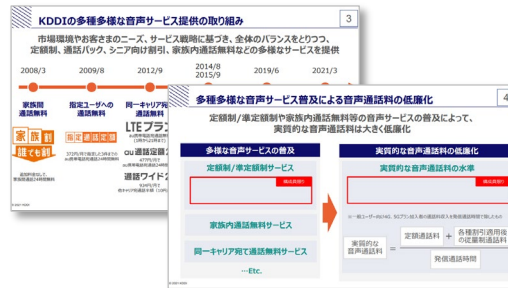 KDDIの多種多様な音声サービス提供の取り組み
3
市場環境やお客さまのニーズ、サービス戦略に基づき、全体のバランスをとりつつ、
定額制、通話パック、シニア向け割引、家族内通話無料などの多様なサービスを提供
2008/3
2009/8
2012/9
2014/8
2015/9
2019/6
2021/3
家族間
通話無料
指定ユーザへの
通話無料
同一キャリア宛
通話無料
家族割
誰でも割
指定通話定額
LTEプラ
au通話定額
通話ワイド
多種多様な音声サービス普及による音声通話料の低廉化
4
定額制/準定額制や家族内通話無料等の音声サービスの普及によって、
実質的な音声通話料は大きく低廉化
多様な音声サービスの普及
定額制/準定額制サービス
構成員限り
家族内通話無料サービス
同一キャリア宛て通話無料サービス
…Etc.
実質的な音声通話料の低廉化
実質的な音声通話料の水準
構成員限り
実質的な
音声通話料
=
定額通話料
+
各種割引適用後
の従量制通話料
発信通話時間